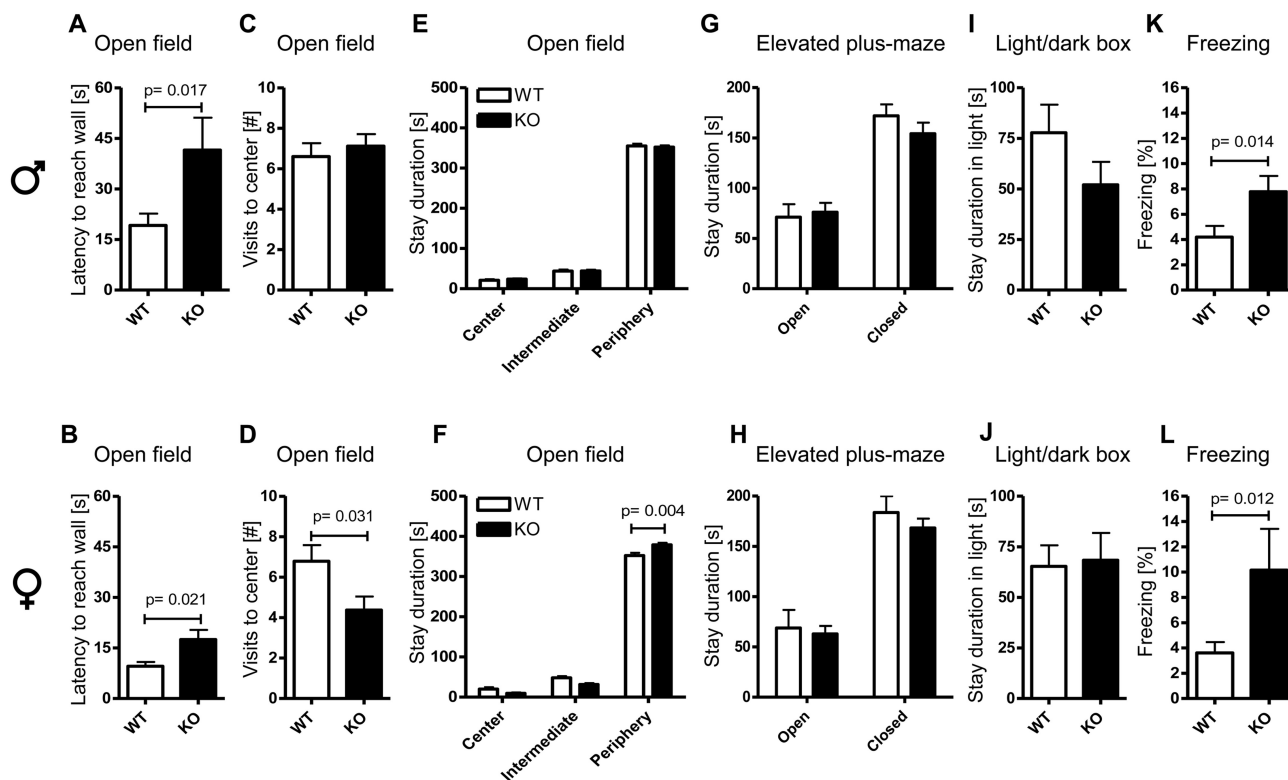 A
Open field
Latency to reach wall [s]
60
45
30
15
0
p= 0.017
WT
KO
C
Open field
Visits to center [#]
10
8
6
4
2
0
WT
KO
E
Open field
Stay duration [s]
500
400
300
200
100
0
WT
KO
Center
Intermediate
Periphery
G
Elevated plus-maze
Stay duration [s]
200
150
100
50
0
Open
Closed
I
Light/dark box
Stay duration in light [s]
100
75
50
25
0
WT
KO
K
Freezing
Freezing [%]
16
14
12
10
8
6
4
2
0
p= 0.014
WT
KO
♂
B
Open field
Latency to reach wall [s]
60
45
30
15
0
p= 0.021
WT
KO
D
Open field
Visits to center [#]
10
8
6
4
2
0
p= 0.031
WT
KO
F
Open field
Stay duration [s]
500
400
300
200
100
0
WT
KO
p= 0.004
Center
Intermediate
Periphery
H
Elevated plus-maze
Stay duration [s]
200
150
100
50
0
Open
Closed
J
Light/dark box
Stay duration in light [s]
100
75
50
25
0
WT
KO
L
Freezing
Freezing [%]
16
14
12
10
8
6
4
2
0
p= 0.012
WT
KO
♀